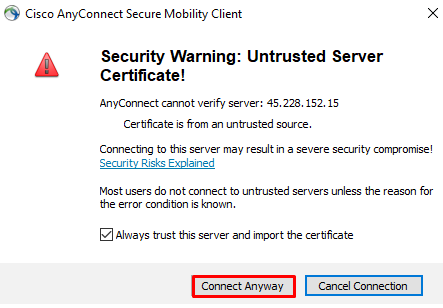 Cisco AnyConnect Secure Mobility Client
Security Warning: Untrusted Server
Certificate!
AnyConnect cannot verify server: 45.228.152.15
Certificate is from an untrusted source.
Connecting to this server may result in a severe security compromise!
Security Risks Explained
Most users do not connect to untrusted servers unless the reason for
the error condition is known.
Always trust this server and import the certificate
Connect Anyway
Cancel Connection